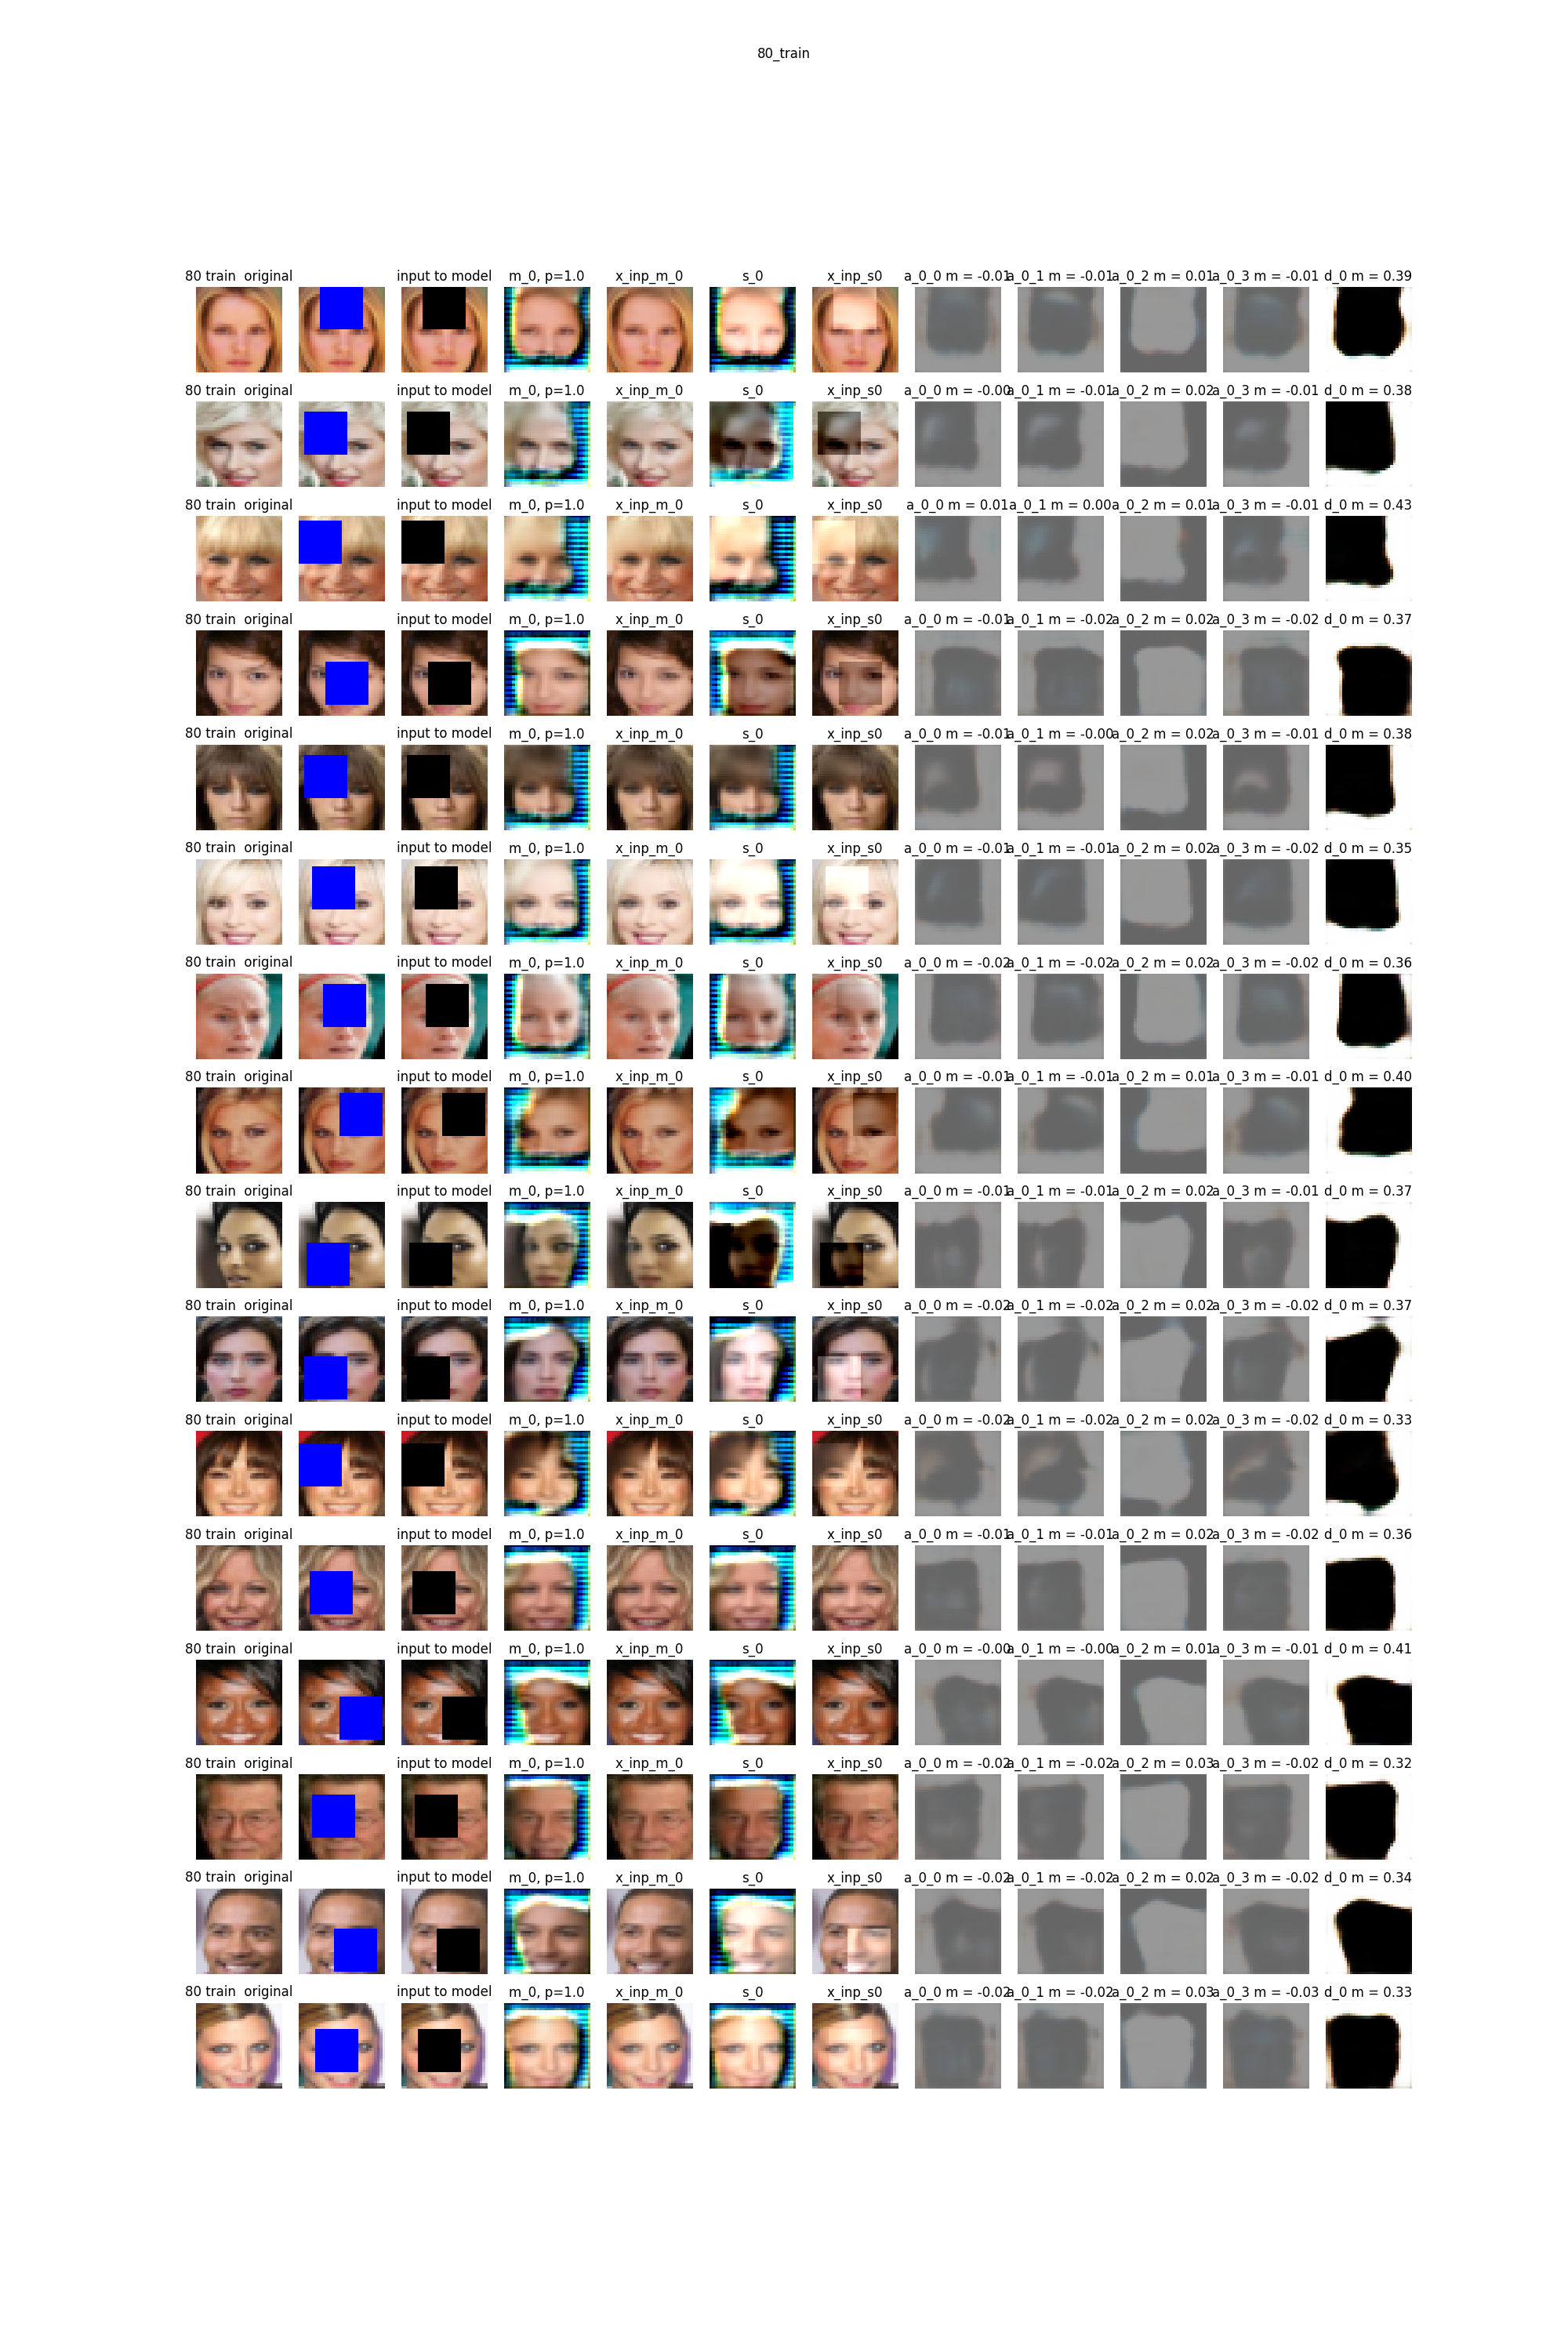 80_train
80 train  original input to model m_0, p=1.0 x_inp_m_0 s_0 x_inp_s0 a_0_0 m = -0.01 a_0_1 m = -0.01 a_0_2 m = 0.01 a_0_3 m = -0.01 d_0 m = 0.39
80 train  original input to model m_0, p=1.0 x_inp_m_0 s_0 x_inp_s0 a_0_0 m = -0.00 a_0_1 m = -0.01 a_0_2 m = 0.02 a_0_3 m = -0.01 d_0 m = 0.38
80 train  original input to model m_0, p=1.0 x_inp_m_0 s_0 x_inp_s0 a_0_0 m = 0.01 a_0_1 m = 0.00 a_0_2 m = 0.01 a_0_3 m = -0.01 d_0 m = 0.43
80 train  original input to model m_0, p=1.0 x_inp_m_0 s_0 x_inp_s0 a_0_0 m = -0.01 a_0_1 m = -0.02 a_0_2 m = 0.02 a_0_3 m = -0.02 d_0 m = 0.37
80 train  original input to model m_0, p=1.0 x_inp_m_0 s_0 x_inp_s0 a_0_0 m = -0.01 a_0_1 m = -0.00 a_0_2 m = 0.02 a_0_3 m = -0.01 d_0 m = 0.38
80 train  original input to model m_0, p=1.0 x_inp_m_0 s_0 x_inp_s0 a_0_0 m = -0.01 a_0_1 m = -0.01 a_0_2 m = 0.02 a_0_3 m = -0.02 d_0 m = 0.35
80 train  original input to model m_0, p=1.0 x_inp_m_0 s_0 x_inp_s0 a_0_0 m = -0.02 a_0_1 m = -0.02 a_0_2 m = 0.02 a_0_3 m = -0.02 d_0 m = 0.36
80 train  original input to model m_0, p=1.0 x_inp_m_0 s_0 x_inp_s0 a_0_0 m = -0.01 a_0_1 m = -0.01 a_0_2 m = 0.01 a_0_3 m = -0.01 d_0 m = 0.40
80 train  original input to model m_0, p=1.0 x_inp_m_0 s_0 x_inp_s0 a_0_0 m = -0.01 a_0_1 m = -0.01 a_0_2 m = 0.02 a_0_3 m = -0.01 d_0 m = 0.37
80 train  original input to model m_0, p=1.0 x_inp_m_0 s_0 x_inp_s0 a_0_0 m = -0.02 a_0_1 m = -0.02 a_0_2 m = 0.02 a_0_3 m = -0.02 d_0 m = 0.37
80 train  original input to model m_0, p=1.0 x_inp_m_0 s_0 x_inp_s0 a_0_0 m = -0.02 a_0_1 m = -0.02 a_0_2 m = 0.02 a_0_3 m = -0.02 d_0 m = 0.33
80 train  original input to model m_0, p=1.0 x_inp_m_0 s_0 x_inp_s0 a_0_0 m = -0.01 a_0_1 m = -0.01 a_0_2 m = 0.02 a_0_3 m = -0.02 d_0 m = 0.36
80 train  original input to model m_0, p=1.0 x_inp_m_0 s_0 x_inp_s0 a_0_0 m = -0.00 a_0_1 m = -0.00 a_0_2 m = 0.01 a_0_3 m = -0.01 d_0 m = 0.41
80 train  original input to model m_0, p=1.0 x_inp_m_0 s_0 x_inp_s0 a_0_0 m = -0.02 a_0_1 m = -0.02 a_0_2 m = 0.03 a_0_3 m = -0.02 d_0 m = 0.32
80 train  original input to model m_0, p=1.0 x_inp_m_0 s_0 x_inp_s0 a_0_0 m = -0.02 a_0_1 m = -0.02 a_0_2 m = 0.02 a_0_3 m = -0.02 d_0 m = 0.34
80 train  original input to model m_0, p=1.0 x_inp_m_0 s_0 x_inp_s0 a_0_0 m = -0.02 a_0_1 m = -0.02 a_0_2 m = 0.03 a_0_3 m = -0.03 d_0 m = 0.33